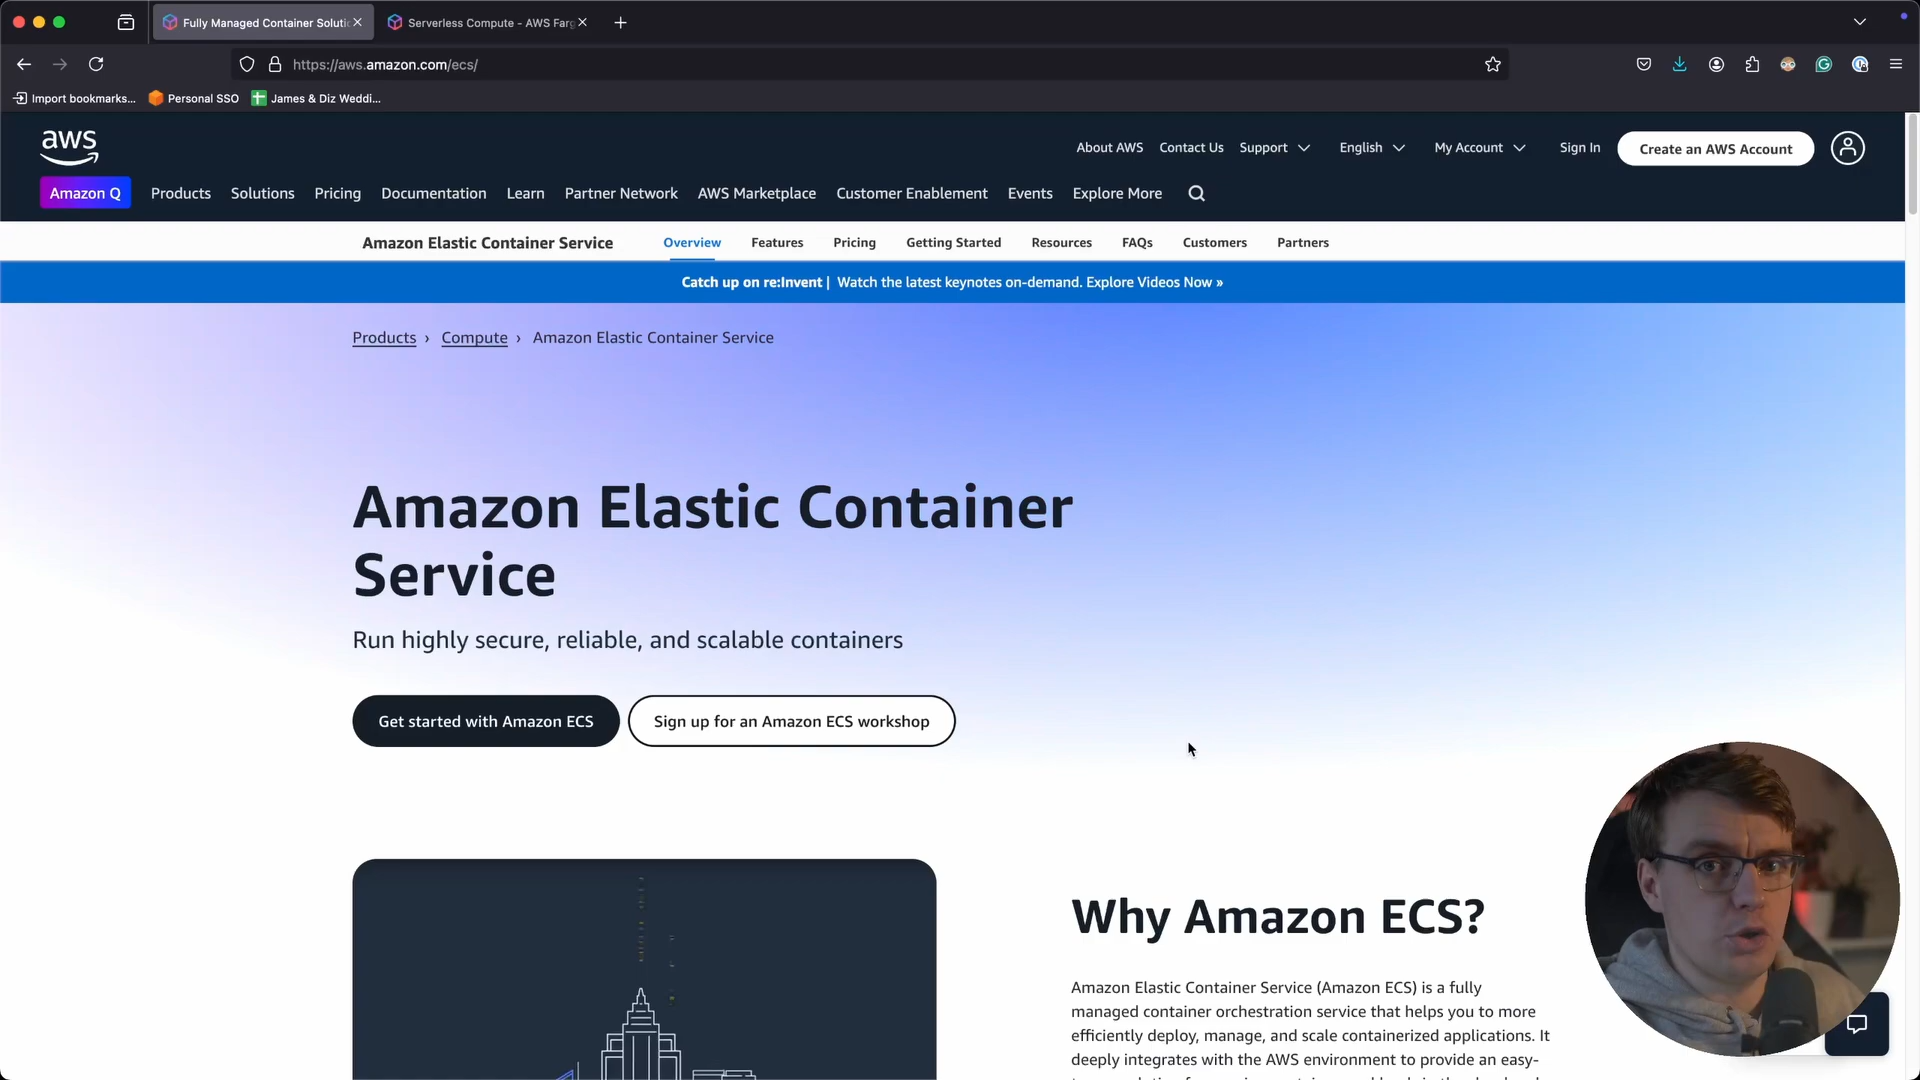 Fully Managed Container Soluti
Serverless Compute - AWS Farg
https://aws.amazon.com/ecs/
Import bookmarks...
Personal SSO
James & Diz Weddi...
aws
About AWS
Contact Us
Support
English
My Account
Sign In
Create an AWS Account
Amazon Q
Products
Solutions
Pricing
Documentation
Learn
Partner Network
AWS Marketplace
Customer Enablement
Events
Explore More
Amazon Elastic Container Service
Overview
Features
Pricing
Getting Started
Resources
FAQs
Customers
Partners
Catch up on re:Invent | Watch the latest keynotes on-demand. Explore Videos Now »
Products › Compute › Amazon Elastic Container Service
Amazon Elastic Container
Service
Run highly secure, reliable, and scalable containers
Get started with Amazon ECS
Sign up for an Amazon ECS workshop
Why Amazon ECS?
Amazon Elastic Container Service (Amazon ECS) is a fully
managed container orchestration service that helps you to more
efficiently deploy, manage, and scale containerized applications. It
deeply integrates with the AWS environment to provide an easy-